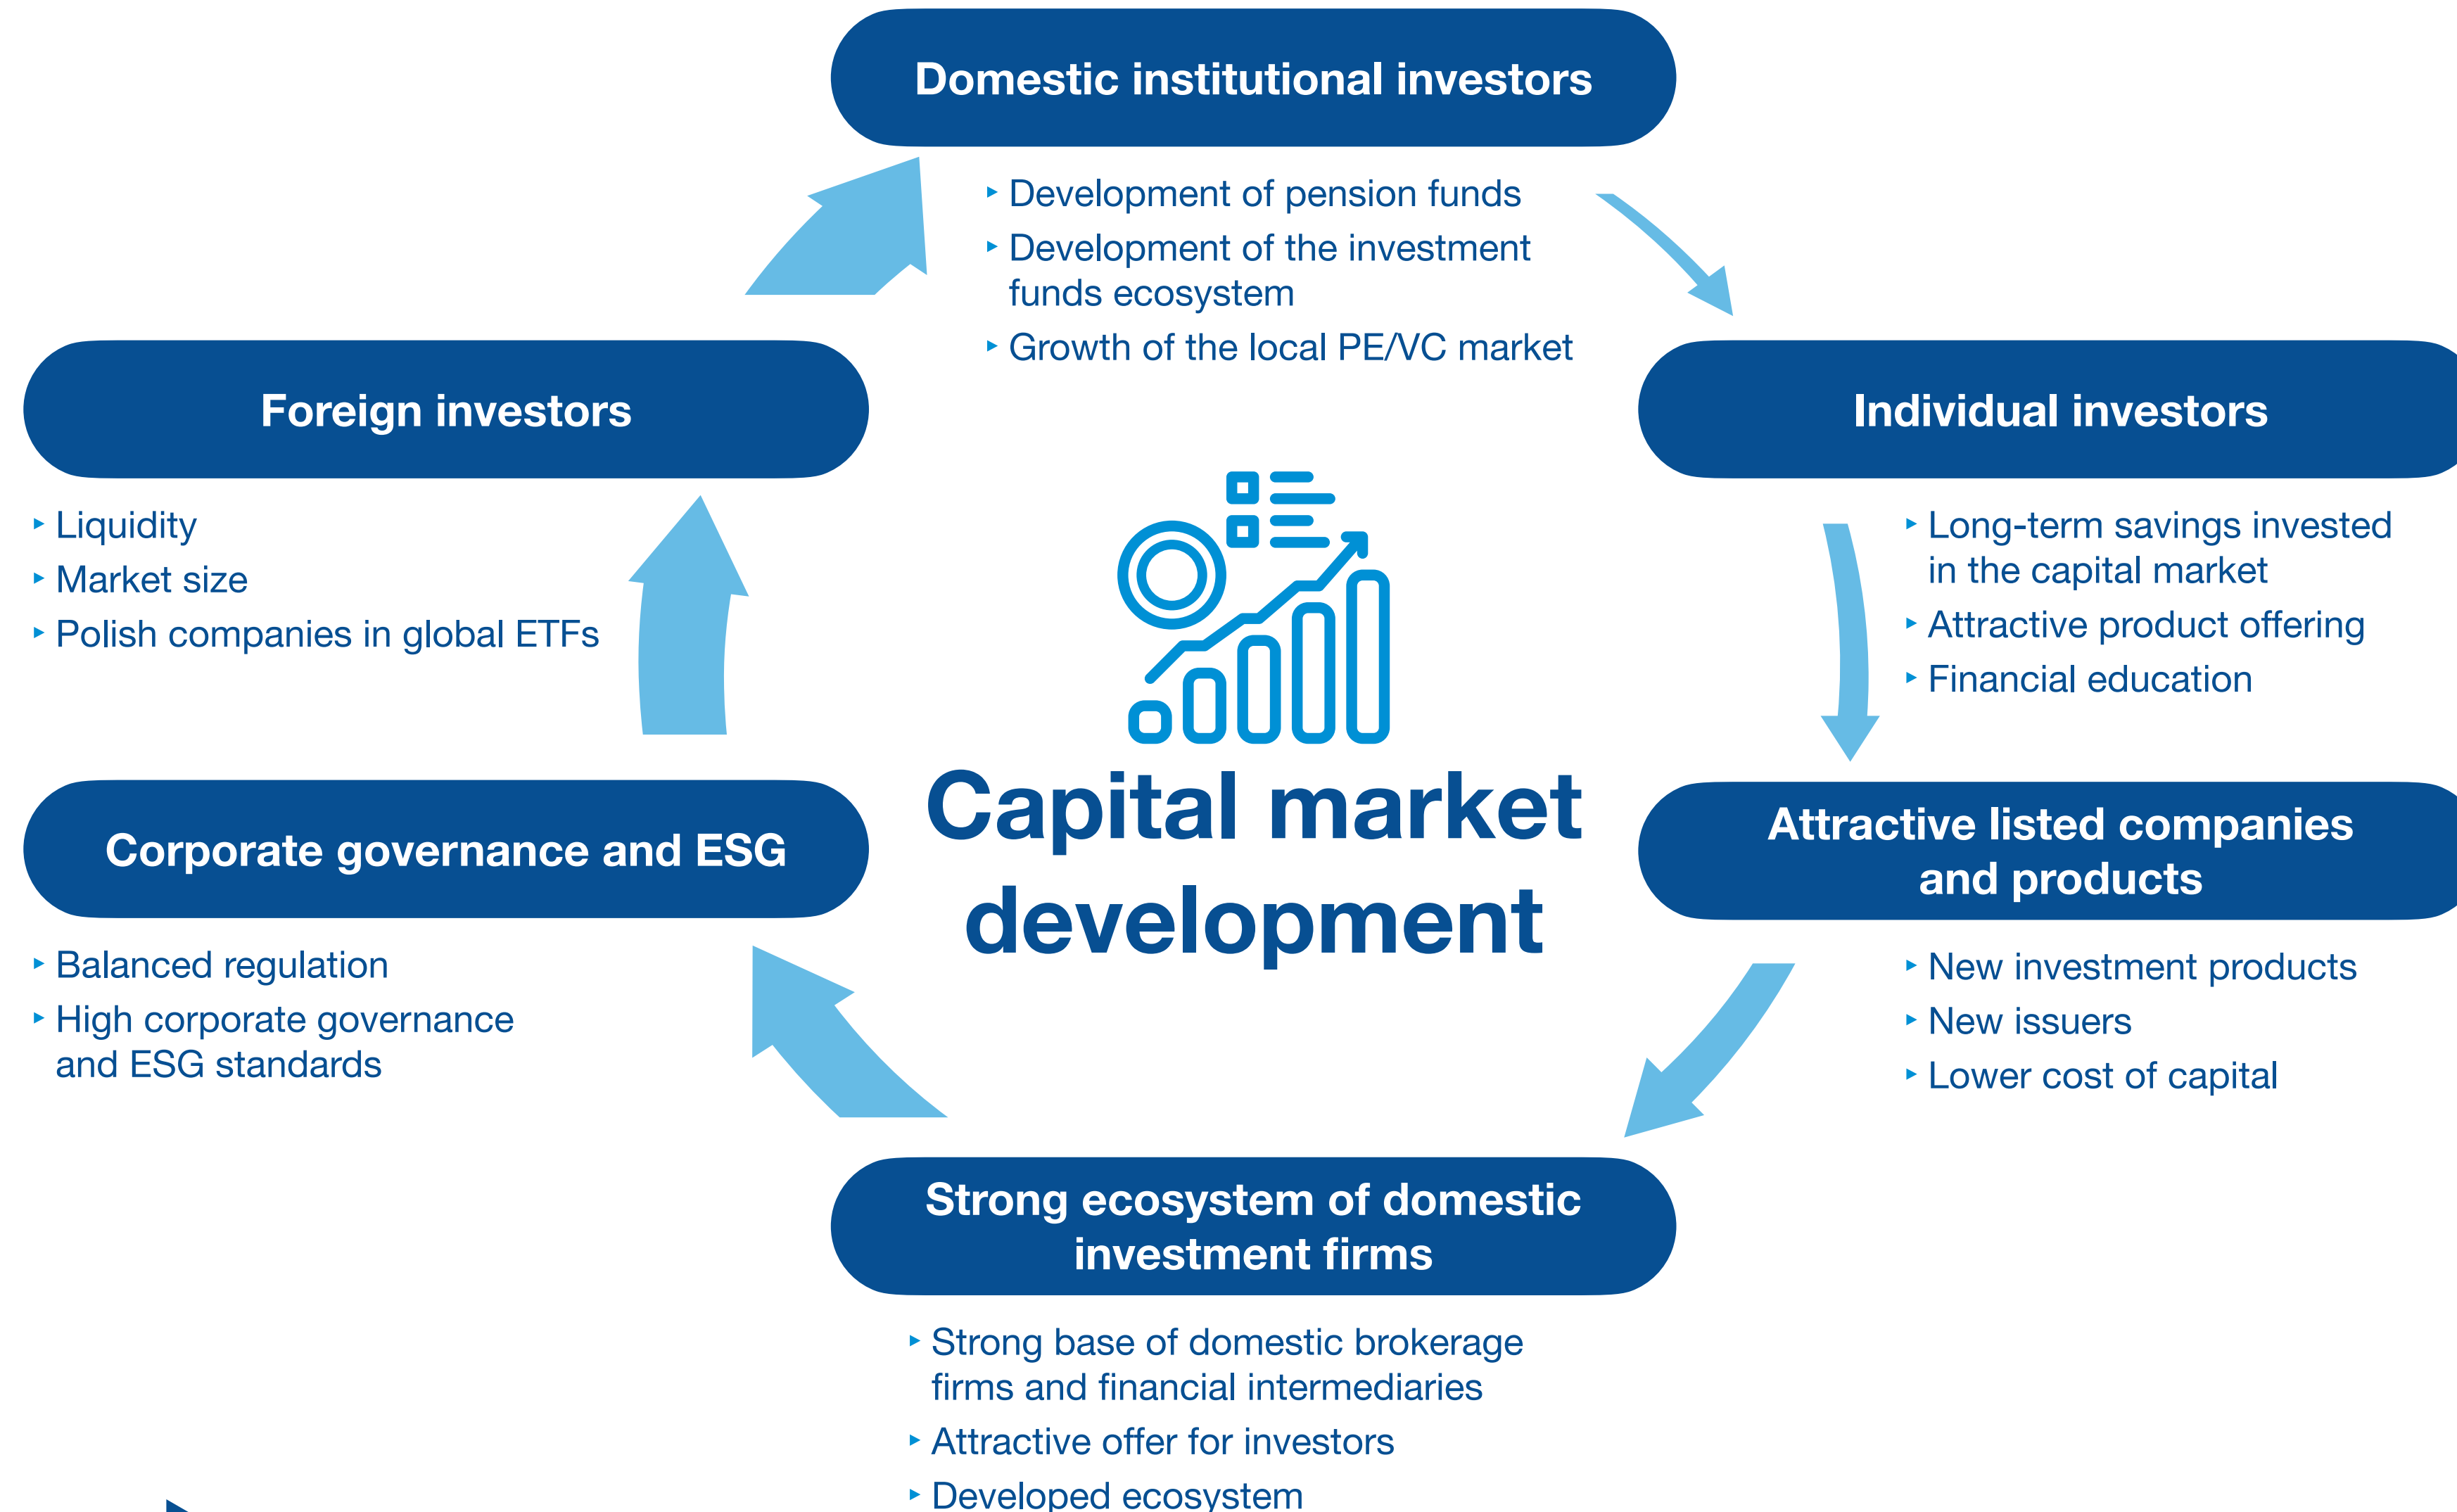 Domestic institutional investors
‣ Development of pension funds
‣ Development of the investment
funds ecosystem
‣ Growth of the local PE/VC market
Foreign investors
‣ Liquidity
‣ Market size
‣ Polish companies in global ETFs
Individual investors
‣ Long-term savings invested
in the capital market
‣ Attractive product offering
‣ Financial education
Capital market
development
Corporate governance and ESG
‣ Balanced regulation
‣ High corporate governance
and ESG standards
Attractive listed companies
and products
‣ New investment products
‣ New issuers
‣ Lower cost of capital
Strong ecosystem of domestic
investment firms
‣ Strong base of domestic brokerage
firms and financial intermediaries
‣ Attractive offer for investors
‣ Developed ecosystem